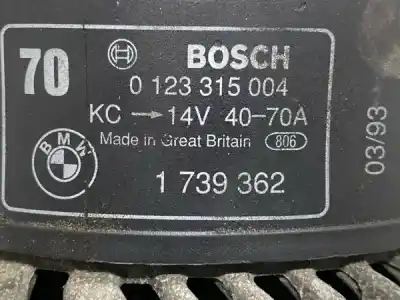 70 BOSCH
0 123 315 004
KC → 14V 40-70A
Made in Great Britain 806
BMW
1 739 362
03/93